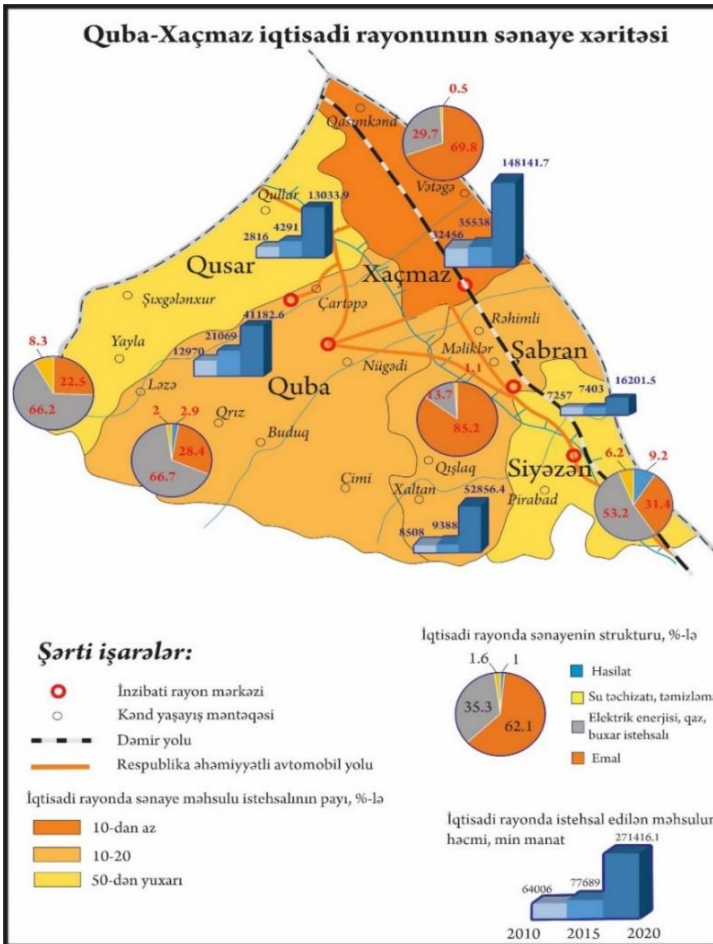 Quba-Xaçmaz iqtisadi rayonunun sənaye xəritəsi
0.5
Qasımkənd
29.7
69.8
148141.7
Vətəgə
13033.9
Qullar
4291
2816
35538
32456
Qusar
Xaçmaz
Şıxgələnxur
Çartəpə
41182.6
21069
12970
Rəhimli
Yayla
Məliklər
Sabran
8.3
22.5
66.2
Ləzə
Quba
Nügədi
1.1
13.7
85.2
7257
7403
16201.5
Qrız
2
2.9
28.4
66.7
Buduq
Qışlaq
Siyəzən
6.2
9.2
Cimi
Xaltan
Pirabad
53.2
31.4
52856.4
9388
8508
Şərti işarələr:
İnzibati rayon mərkəzi
Kənd yaşayış məntəqəsi
Dəmir yolu
Respublika əhəmiyyətli avtomobil yolu
İqtisadi rayonda sənaye məhsulu istehsalının payı, %-lə
10-dan az
10-20
50-dən yuxarı
İqtisadi rayonda sənayenin strukturu, %-lə
1.6
1
35.3
62.1
Hasilat
Su təchizatı, təmizləmə
Elektrik enerjisi, qaz,
buxar istehsalı
Emal
İqtisadi rayonda istehsal edilən məhsulun
həcmi, min manat
271416.1
77689
64006
2010
2015
2020